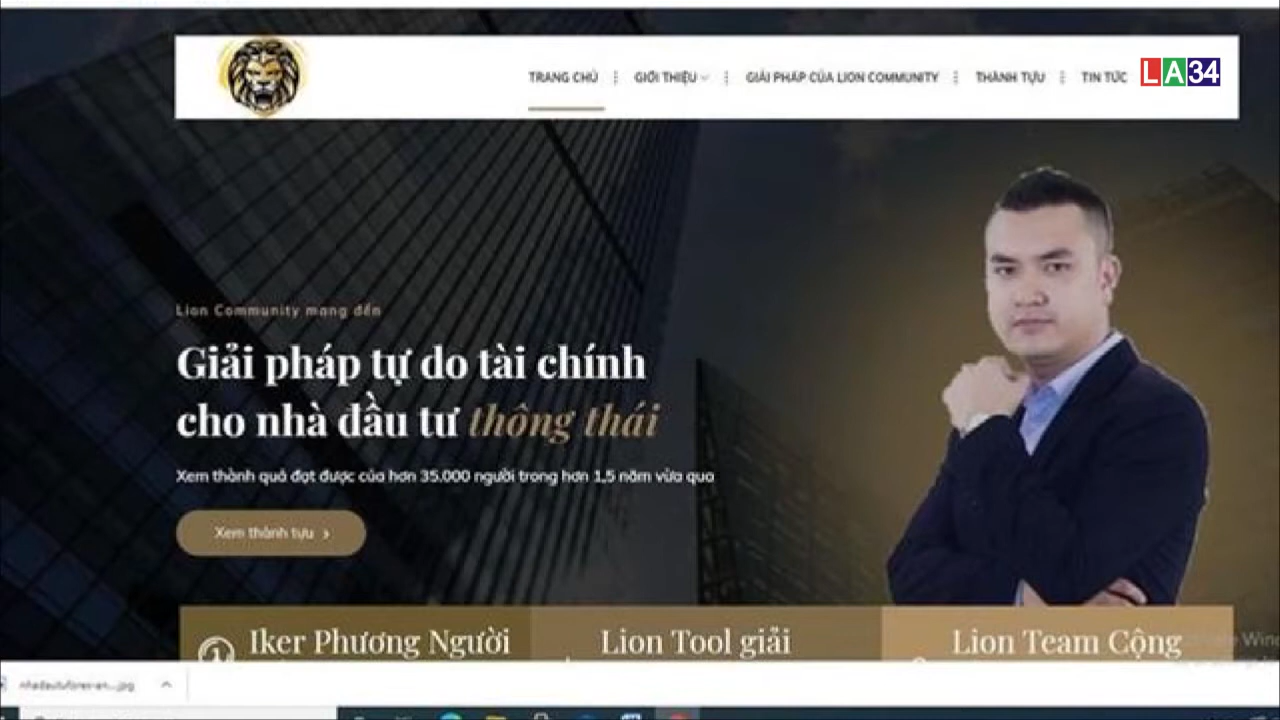 TRANG CHỦ
GIỚI THIỆU
GIẢI PHÁP CỦA LION COMMUNITY
THÀNH TỰU
TIN TỨC
LA34
Lion Community mang đến
Giải pháp tự do tài chính
cho nhà đầu tư thông thái
Xem thành quả đạt được của hơn 35.000 người trong hơn 1,5 năm vừa qua
Xem thành tựu
1 Iker Phương Người
Lion Tool giải
Lion Team Cộng